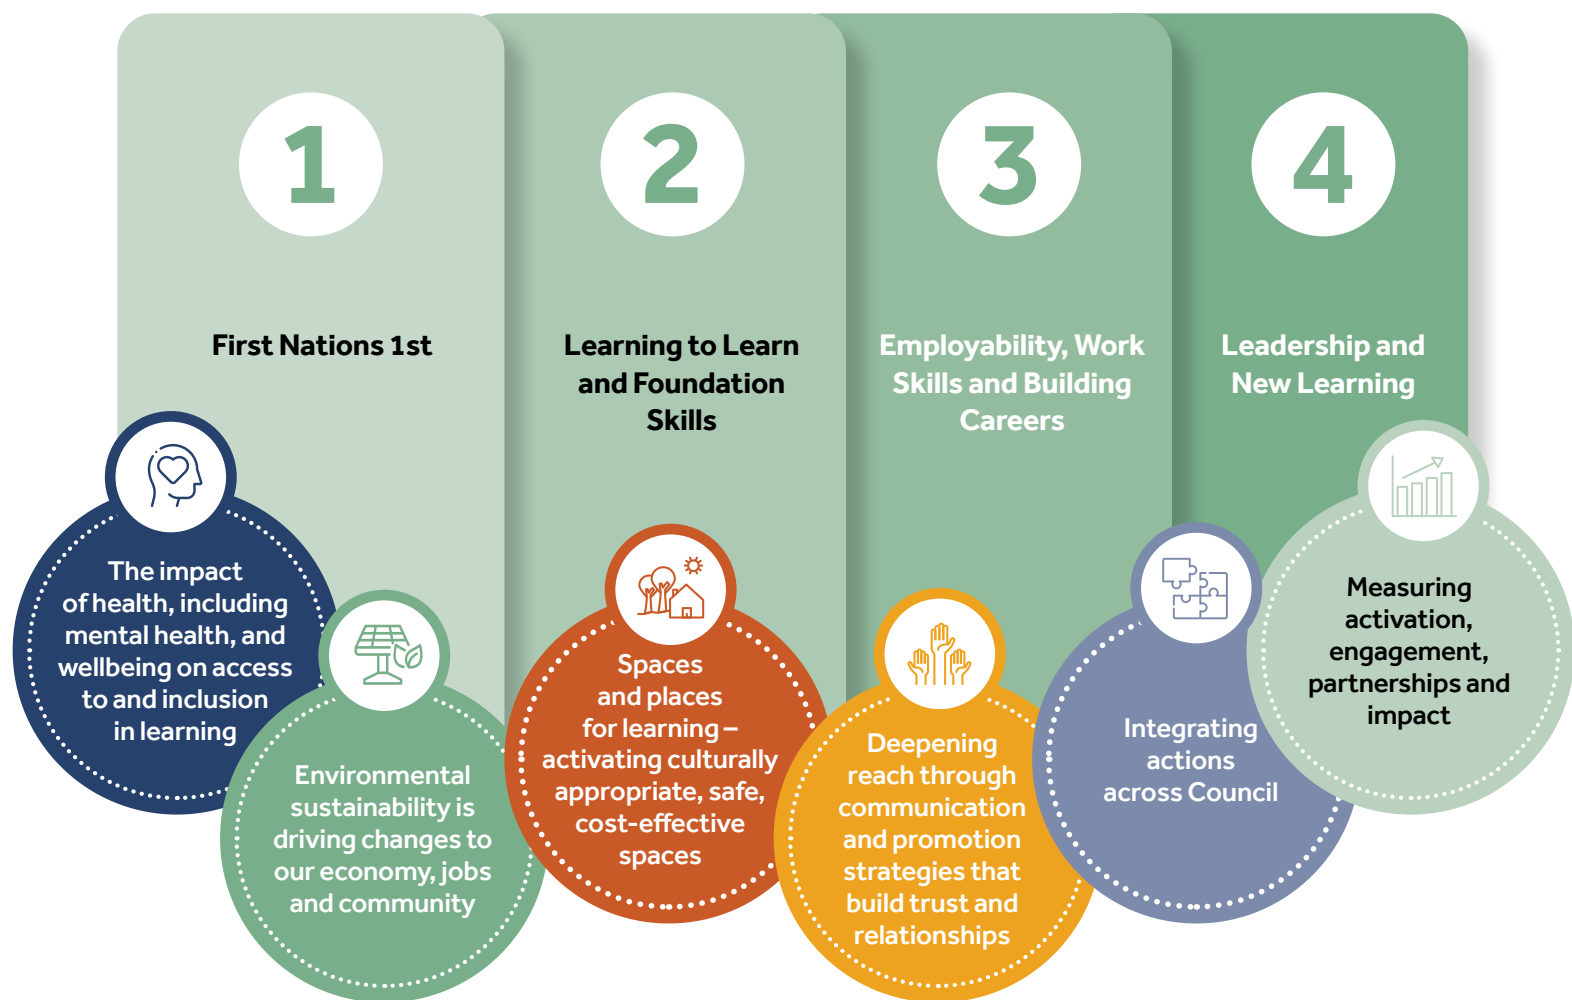 1
First Nations 1st
2
Learning to Learn
and Foundation
Skills
3
Employability, Work
Skills and Building
Careers
4
Leadership and
New Learning
The impact
of health, including
mental health, and
wellbeing on access
to and inclusion
in learning
Environmental
sustainability is
driving changes to
our economy, jobs
and community
Spaces
and places
for learning –
activating culturally
appropriate, safe,
cost-effective
spaces
Deepening
reach through
communication
and promotion
strategies that
build trust and
relationships
Integrating
actions
across Council
Measuring
activation,
engagement,
partnerships and
impact